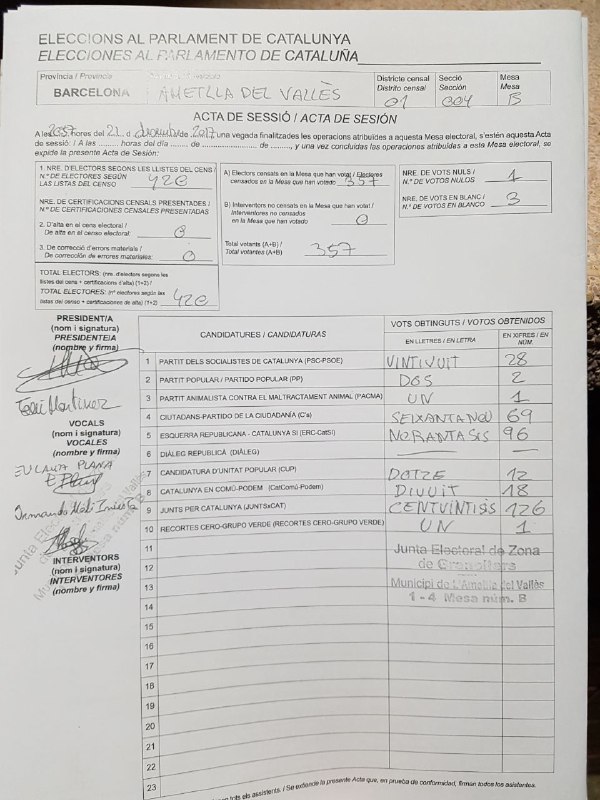 ELECCIONS AL PARLAMENT DE CATALUNYA
ELECCIONES AL PARLAMENTO DE CATALUÑA
Provincia / Provincia
BARCELONA
AMETLLA DEL VALLÈS
Districte censal
Distrito censal
01
Secció
Sección
004
Mesa
Mesa
B
ACTA DE SESSIÓ / ACTA DE SESIÓN
A les 2057 hores del 21 d desembre de 2017 una vegada finalitzades les operacions atribuïdes a aquesta Mesa electoral, s'estén aquesta Acta
de sessió: / A las ......... horas del día ....... de ................... de ........., y una vez concluidas las operaciones atribuidas a esta Mesa electoral, se
expide la presente Acta de Sesión:
1. NRE. D'ELECTORS SEGONS LES LLISTES DEL CENS /
N.º DE ELECTORES SEGÚN
LAS LISTAS DEL CENSO
NRE. DE CERTIFICACIONS CENSALS PRESENTADES /
N.º DE CERTIFICACIONES CENSALES PRESENTADAS
2. D'alta en el cens electoral /
De alta en el censo electoral:
0
3. De correcció d'errors materials /
De corrección de errores materiales:
0
TOTAL ELECTORS: (nre. d'electors segons les
llistes del cens + certificacions d'alta) (1+2) /
TOTAL ELECTORES: (nº electores según las
listas del censo + certificaciones de alta) (1+2)
A) Electors censats en la Mesa que han votat / Electores
censados en la Mesa que han votado
357
B) Interventors no censats en la Mesa que han votat /
Interventores no censados
en la Mesa que han votado
0
Total votants (A+B) /
Total votantes (A+B)
357
NRE. DE VOTS NULS /
N.º DE VOTOS NULOS
1
NRE. DE VOTS EN BLANC /
N.º DE VOTOS EN BLANCO
3
PRESIDENT/A
(nom i signatura)
PRESIDENTE/A
(nombre y firma)
Martinez
VOCALS
(nom i signatura)
VOCALES
(nombre y firma)
EULALIA PLANA
INTERVENTORS
(nom i signatura)
INTERVENTORES
(nombre y firma)
CANDIDATURES / CANDIDATURAS
VOTS OBTINGUTS / VOTOS OBTENIDOS
EN LLETRES / EN LETRA
EN XIFRES / EN NÚM.
1 PARTIT DELS SOCIALISTES DE CATALUNYA (PSC-PSOE) VINTIVUIT 28
2 PARTIT POPULAR / PARTIDO POPULAR (PP) DOS 2
3 PARTIT ANIMALISTA CONTRA EL MALTRACTAMENT ANIMAL (PACMA) UN 1
4 CIUTADANS-PARTIDO DE LA CIUDADANÍA (C's) SEIXANTANOU 69
5 ESQUERRA REPUBLICANA - CATALUNYA SÍ (ERC-CatSí) NORANTASIS 96
6 DIÀLEG REPUBLICÀ (DIÀLEG) — —
7 CANDIDATURA D'UNITAT POPULAR (CUP) DOTZE 12
8 CATALUNYA EN COMÚ-PODEM (CatComú-Podem) DIVUIT 18
9 JUNTS PER CATALUNYA (JUNTSxCAT) CENTVINTISIS 126
10 RECORTES CERO-GRUPO VERDE (RECORTES CERO-GRUPO VERDE) UN 1
11
12
13
14
15
16
17
18
19
20
21
22
23
Junta Electoral de Zona
de Granollers
Municipi de L'Ametlla del Vallès
1 - 4 Mesa núm. B
tots els assistents. / Se extiende la presente Acta que, en prueba de conformidad, firman todos los asistentes.